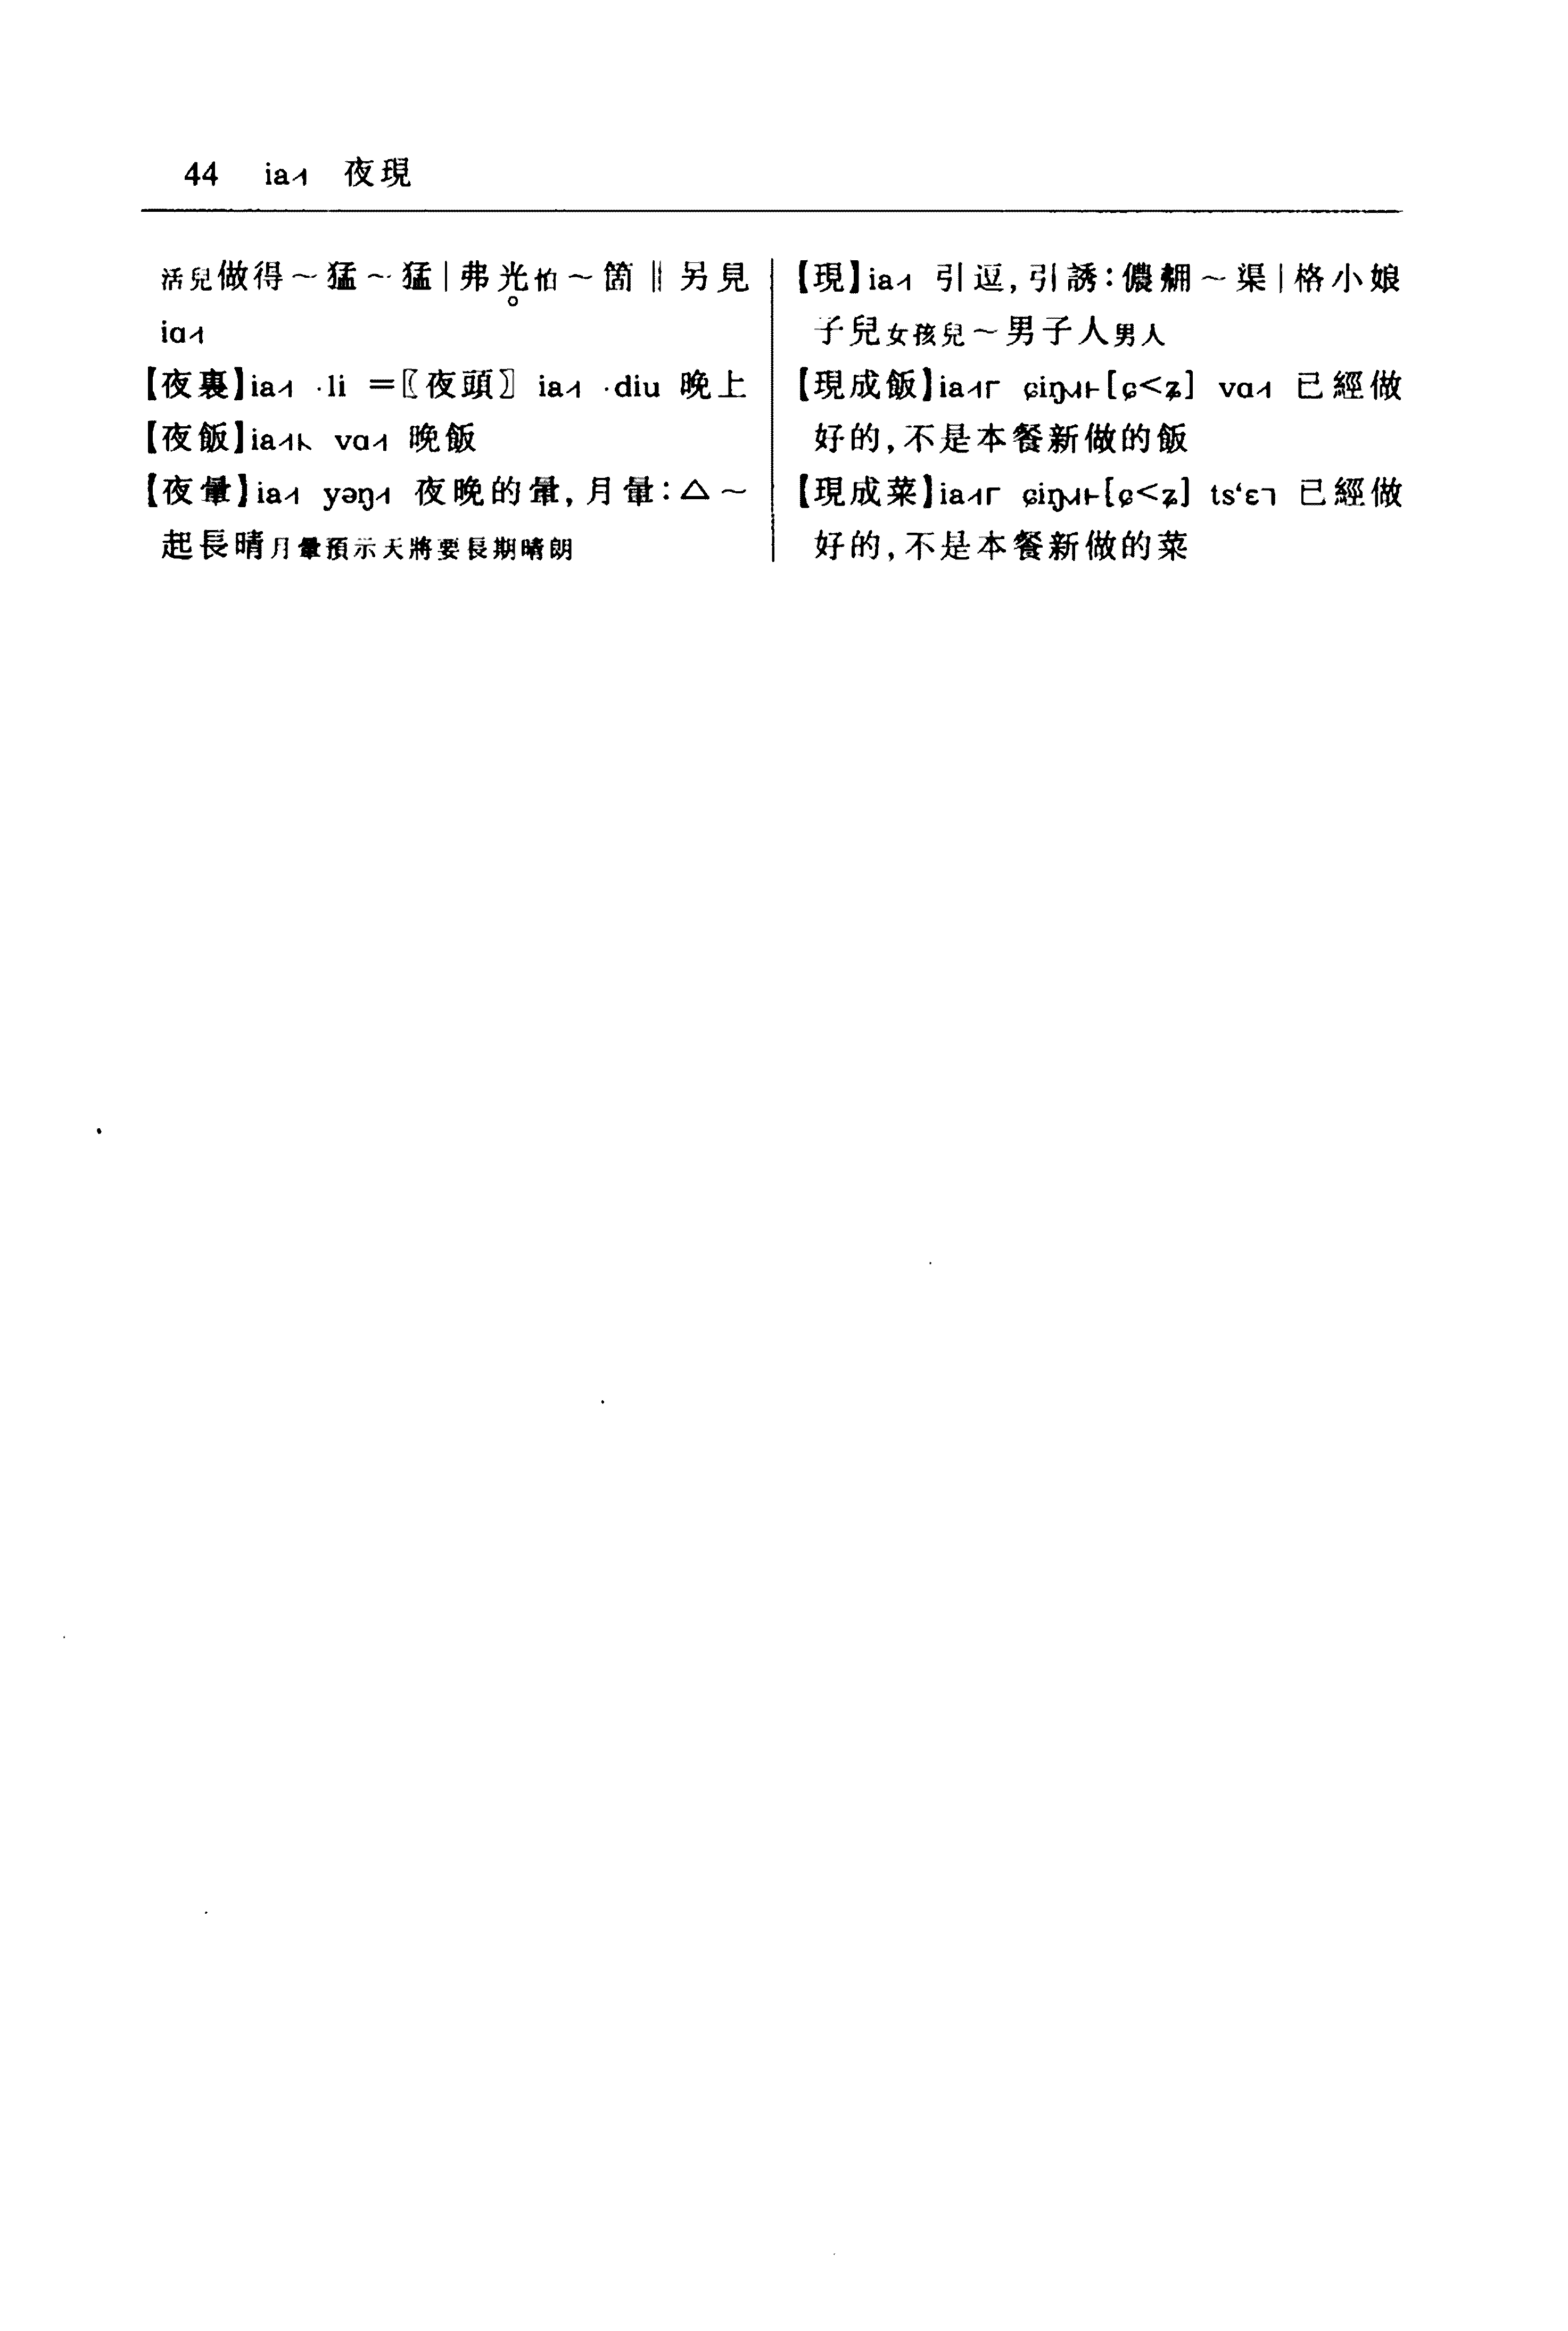 44 ia˧˥ 夜現
活兒做得～猛～猛｜弗光怕～箇‖另見
iɑ˧˥
【夜裏】ia˧˥ ·li ＝〖夜頭〗 ia˧˥ ·diu 晚上
【夜飯】ia vɑ 晚飯
【夜暈】ia yəŋ 夜晚的暈，月暈：△～
起長晴月暈預示天將要長期晴朗
【現】ia 引逗，引誘：儂～渠｜格小娘
子兒女孩兒～男子人男人
【現成飯】ia ɕiŋ [ɕ<ʑ] vɑ 已經做
好的，不是本餐新做的飯
【現成菜】ia ɕiŋ [ɕ<ʑ] ts‘ɛ 已經做
好的，不是本餐新做的菜